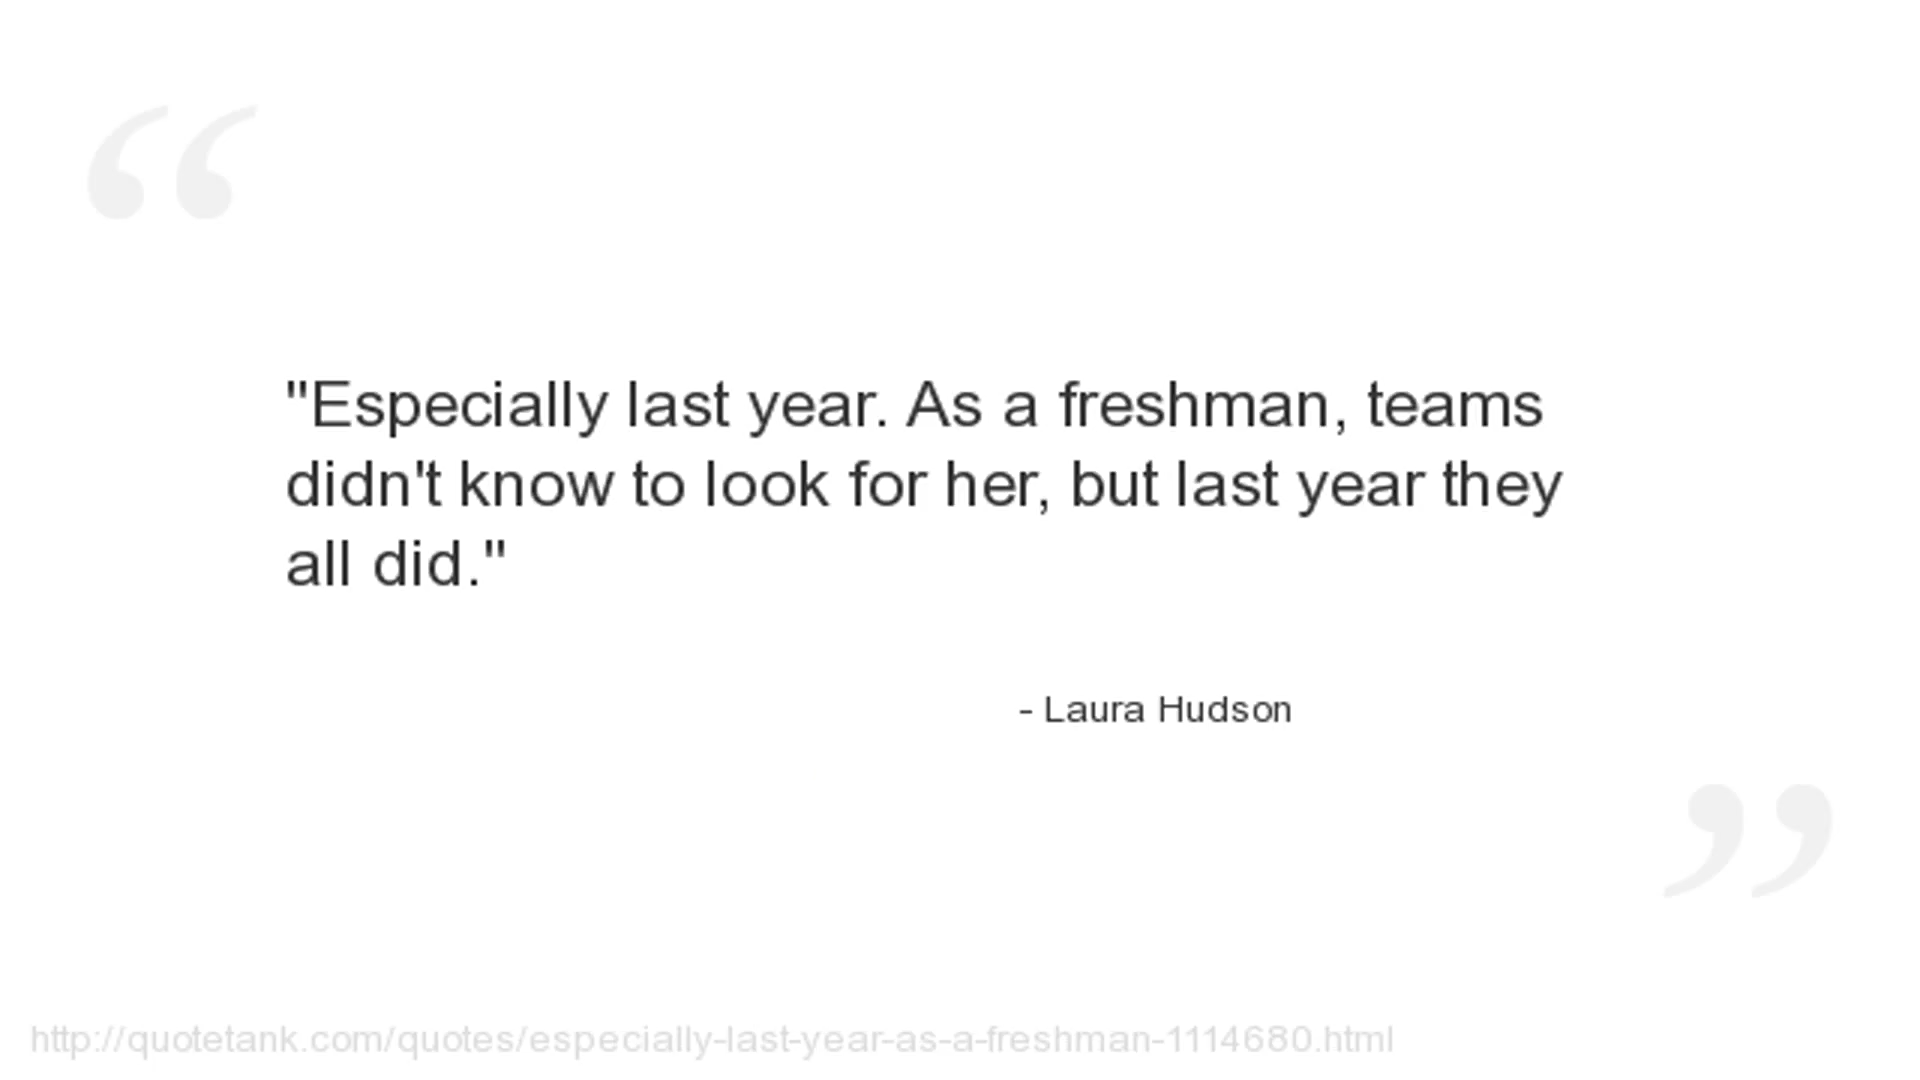 "Especially last year. As a freshman, teams
didn't know to look for her, but last year they
all did."
- Laura Hudson
http://quotetank.com/quotes/especially-last-year-as-a-freshman-1114680.html